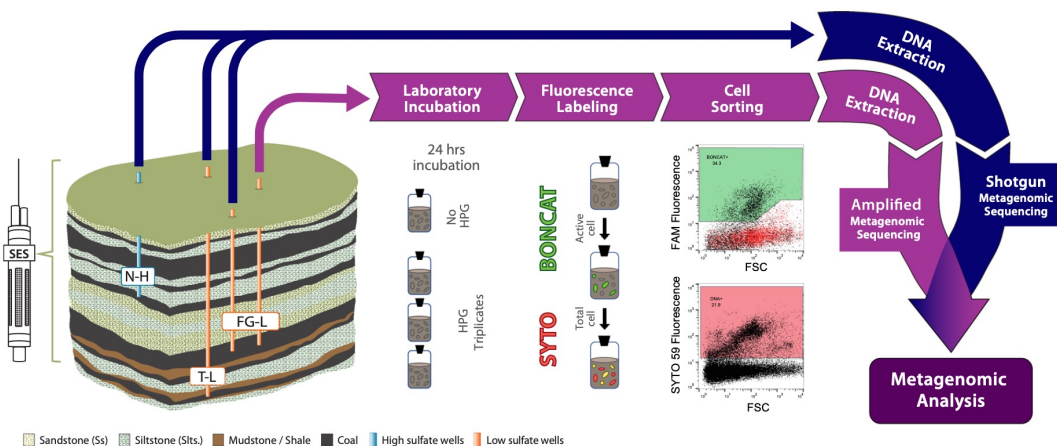 DNA
Extraction
Laboratory
Incubation
Fluorescence
Labeling
Cell
Sorting
DNA
Extraction
24 hrs
incubation
No
HPG
HPG
Triplicates
BONCAT
SYTO
Active
cell
Total
cell
FAM Fluorescence
BONCAT+
34.3
FSC
SYTO 59 Fluorescence
DNA+
21.9
FSC
Amplified
Metagenomic
Sequencing
Shotgun
Metagenomic
Sequencing
Metagenomic
Analysis
SES
N-H
FG-L
T-L
Sandstone (Ss)
Siltstone (Slts.)
Mudstone / Shale
Coal
High sulfate wells
Low sulfate wells